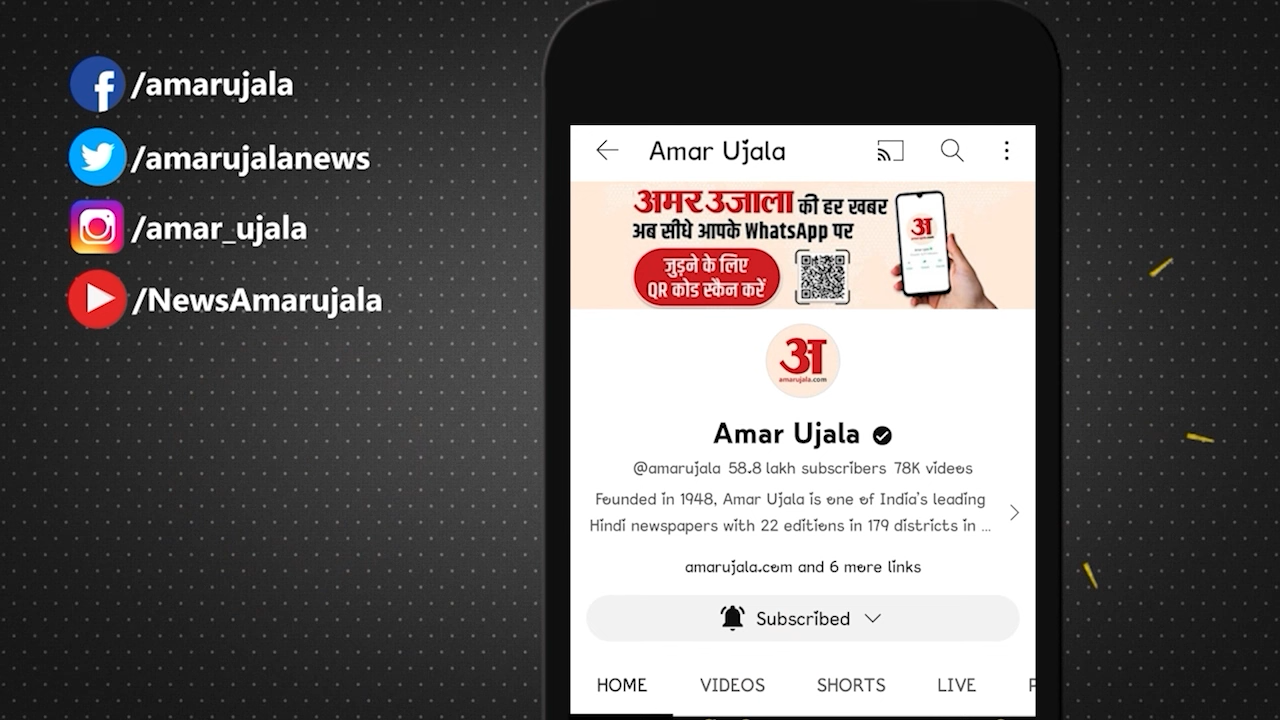 /amarujala
/amarujalanews
/amar_ujala
/NewsAmarujala
Amar Ujala
अमर उजाला की हर खबर
अब सीधे आपके WhatsApp पर
जुड़ने के लिए
QR कोड स्कैन करें
अ
अ
amarujala.com
Amar Ujala
@amarujala 58.8 lakh subscribers 78K videos
Founded in 1948, Amar Ujala is one of India's leading
Hindi newspapers with 22 editions in 179 districts in ...
amarujala.com and 6 more links
Subscribed
HOME VIDEOS SHORTS LIVE